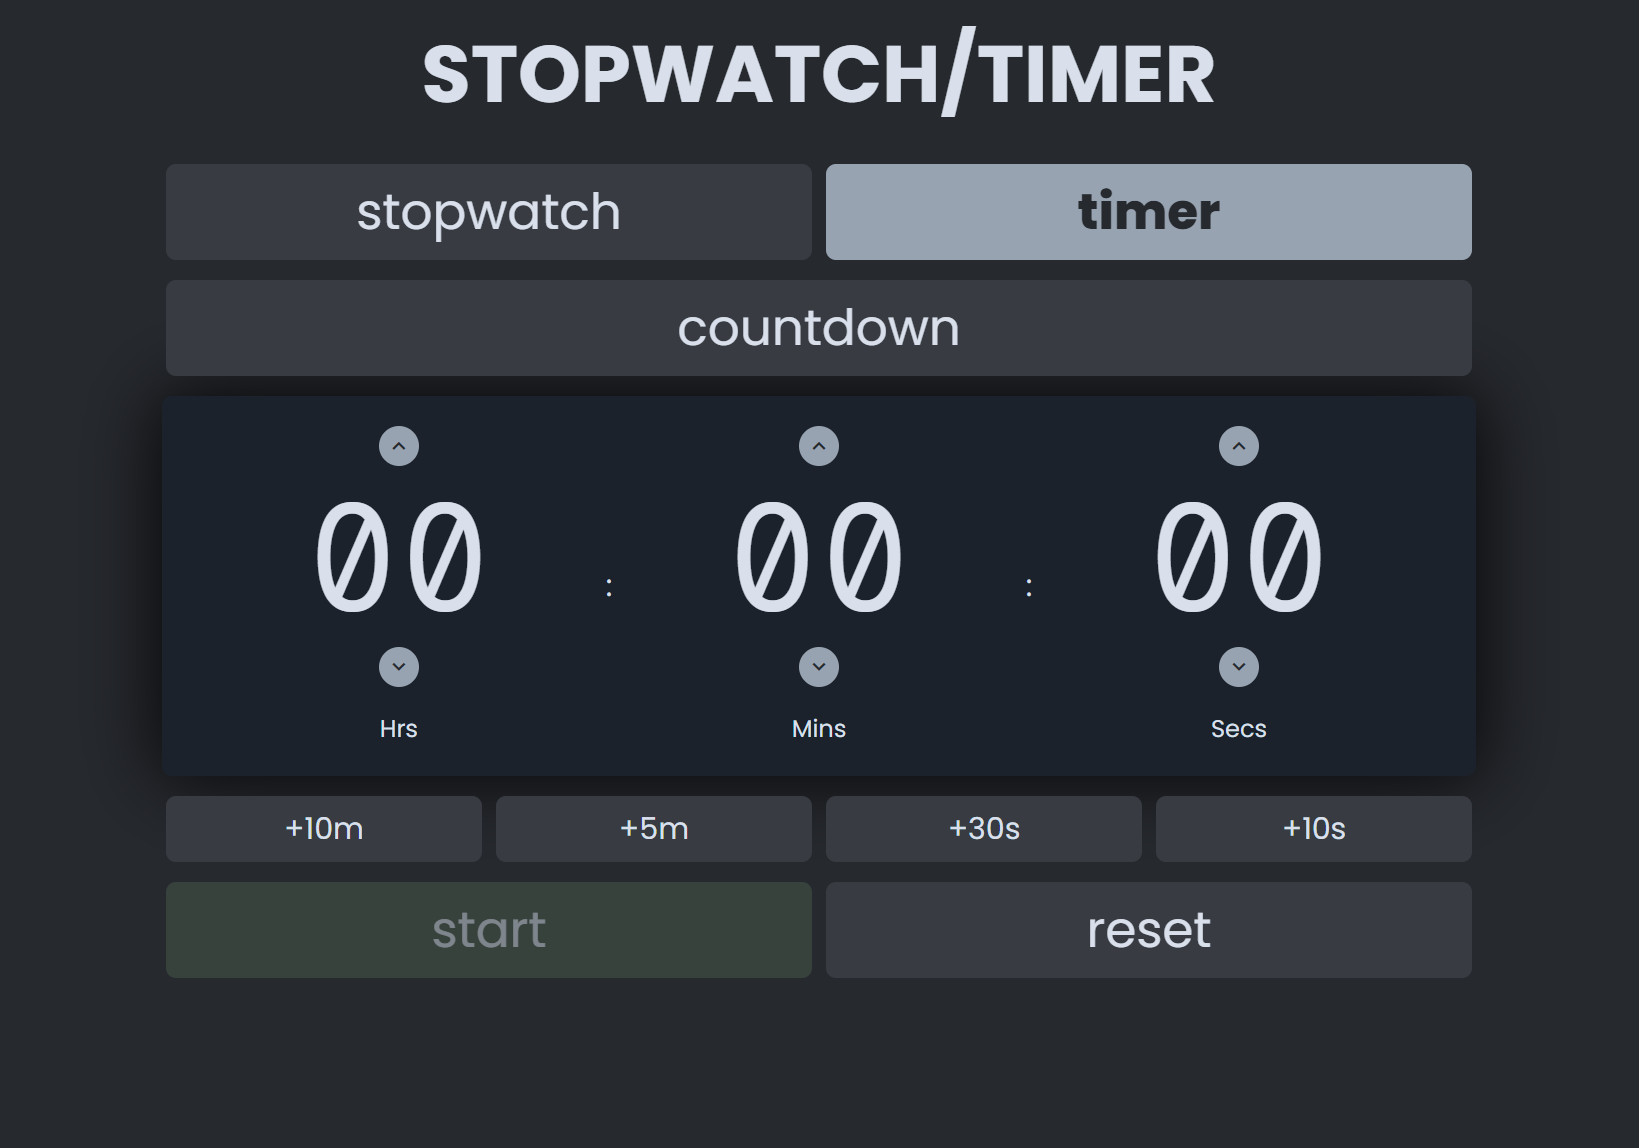 STOPWATCH/TIMER
stopwatch timer
countdown
00 : 00 : 00
Hrs Mins Secs
+10m +5m +30s +10s
start reset